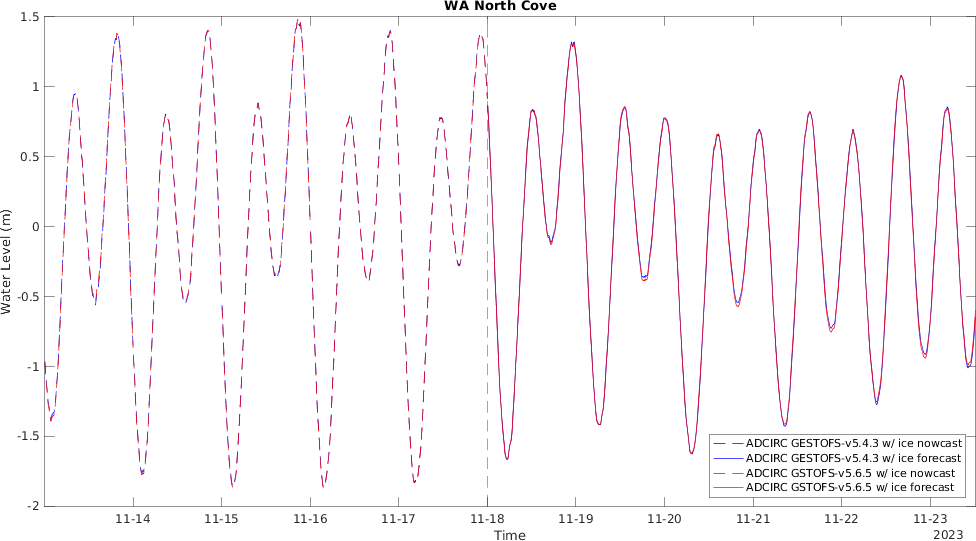 WA North Cove
Water Level (m)
1.5
1
0.5
0
-0.5
-1
-1.5
-2
11-14 11-15 11-16 11-17 11-18 11-19 11-20 11-21 11-22 11-23
Time
2023
ADCIRC GESTOFS-v5.4.3 w/ ice nowcast
ADCIRC GESTOFS-v5.4.3 w/ ice forecast
ADCIRC GSTOFS-v5.6.5 w/ ice nowcast
ADCIRC GSTOFS-v5.6.5 w/ ice forecast